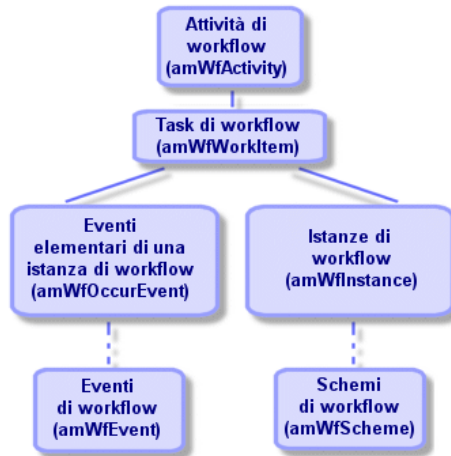 Attività di
workflow
(amWfActivity)
Task di workflow
(amWfWorkItem)
Eventi
elementari di una
istanza di workflow
(amWfOccurEvent)
Istanze di
workflow
(amWfInstance)
Eventi
di workflow
(amWfEvent)
Schemi
di workflow
(amWfScheme)